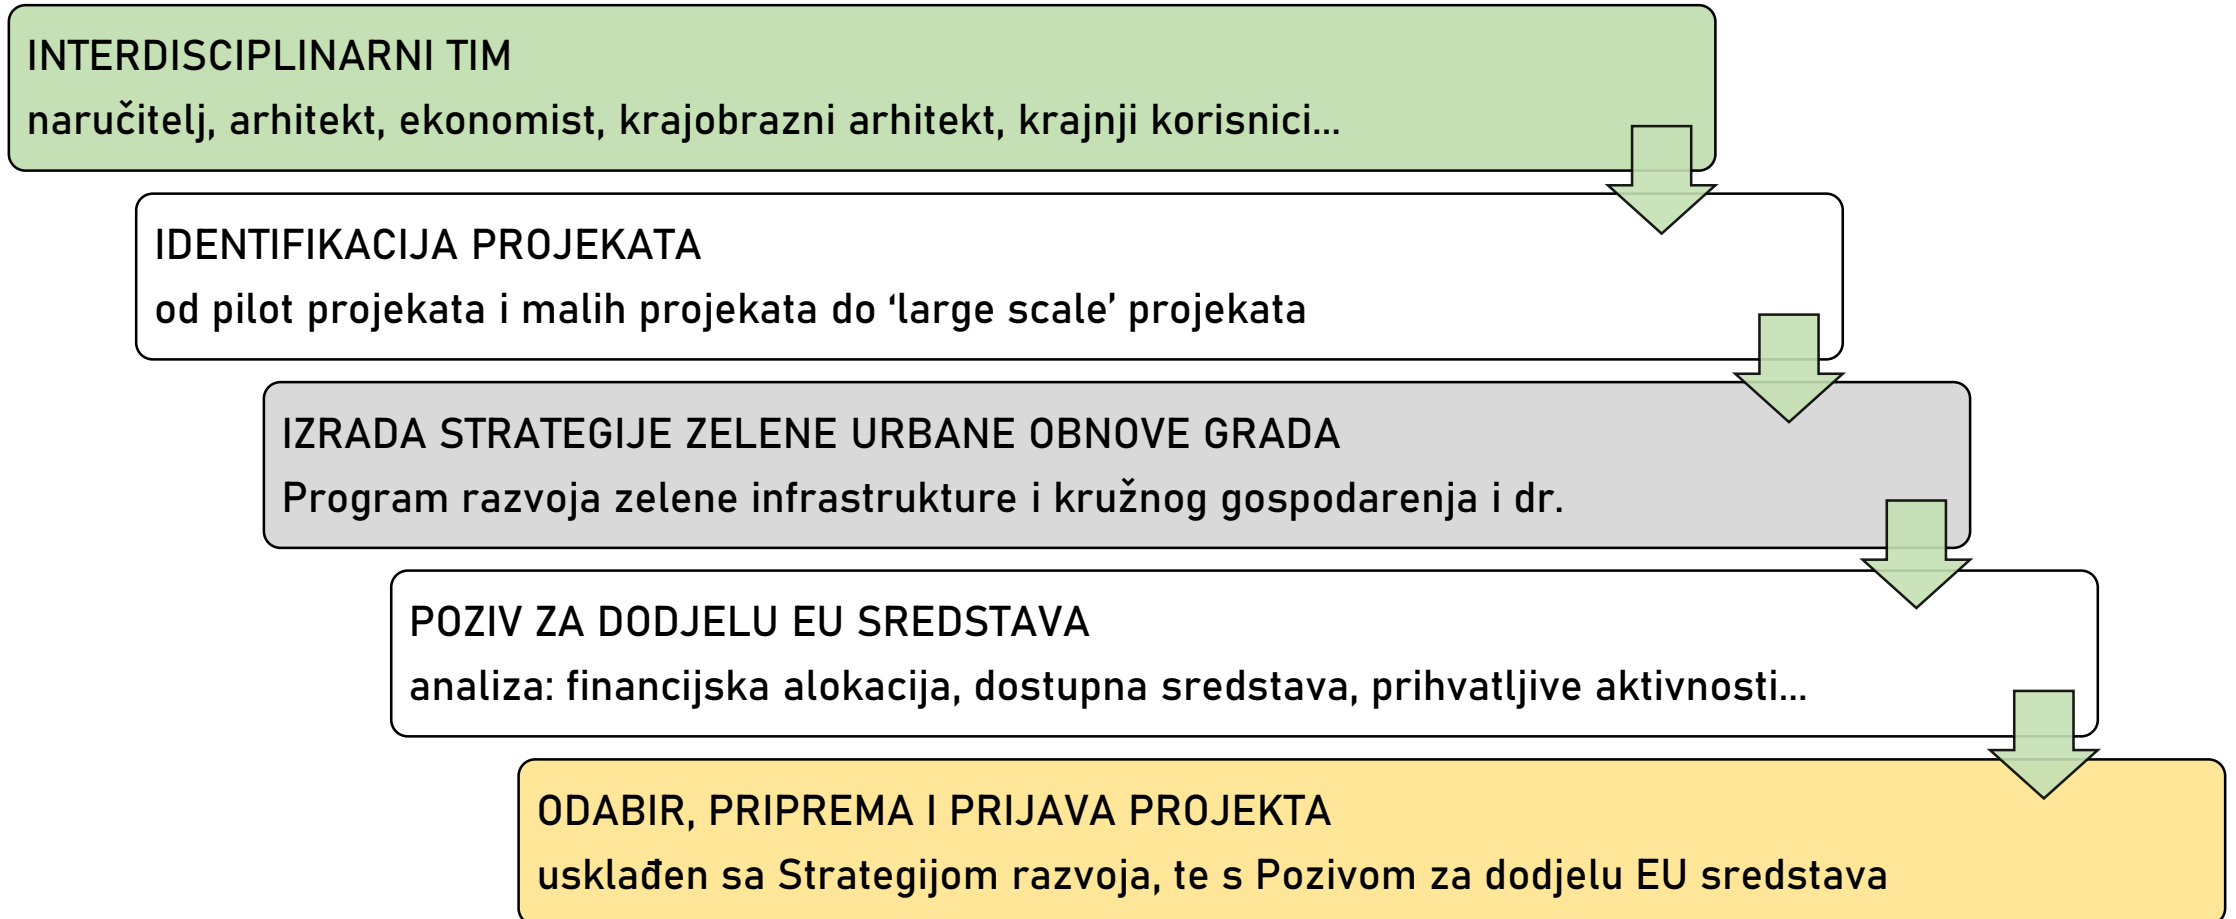 INTERDISCIPLINARNI TIM
naručitelj, arhitekt, ekonomist, krajobrazni arhitekt, krajnji korisnici...
IDENTIFIKACIJA PROJEKATA
od pilot projekata i malih projekata do ‘large scale’ projekata
IZRADA STRATEGIJE ZELENE URBANE OBNOVE GRADA
Program razvoja zelene infrastrukture i kružnog gospodarenja i dr.
POZIV ZA DODJELU EU SREDSTAVA
analiza: financijska alokacija, dostupna sredstava, prihvatljive aktivnosti...
ODABIR, PRIPREMA I PRIJAVA PROJEKTA
usklađen sa Strategijom razvoja, te s Pozivom za dodjelu EU sredstava